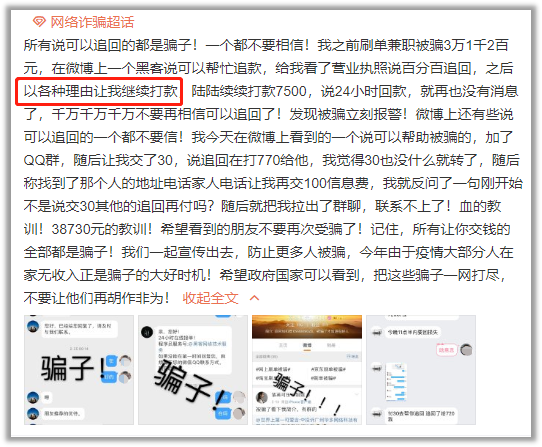 网络诈骗超话
所有说可以追回的都是骗子！一个都不要相信！我之前刷单兼职被骗3万1千2百
元，在微博上一个黑客说可以帮忙追款，给我看了营业执照说百分百追回，之后
以各种理由让我继续打款 陆陆续续打款7500，说24小时回款，就再也没有消息
了，千万千万千万不要再相信可以追回了！发现被骗立刻报警！微博上还有些说
可以追回的全部都是骗子！我今天在微博上看到的一个说可以帮助被骗的，加了
QQ群，随后让我交了30，说追回在打770给他，我觉得30也没什么就转了，随后
称找到了那个人的地址电话家人电话让我再交100信息费，我就反问了一句刚开始
不是说交30其他的追回再付吗？随后就把我拉出了群聊，联系不上了！血的教
训！38730元的教训！希望看到的朋友不要再次受骗了！记住，所有让你交钱的
全部都是骗子！我们一起宣传出去，防止更多人被骗，今年由于疫情大部分人在
家无收入正是骗子的大好时机！希望政府国家可以看到，把这些骗子一网打尽，
不要让他们再胡作非为！ 收起全文
骗子！
骗子！
骗子！！！